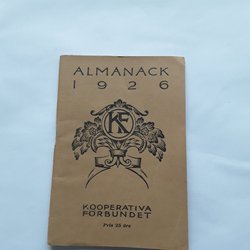 ALMANACK
1926
KF
KOOPERATIVA
FÖRBUNDET
Pris 25 öre